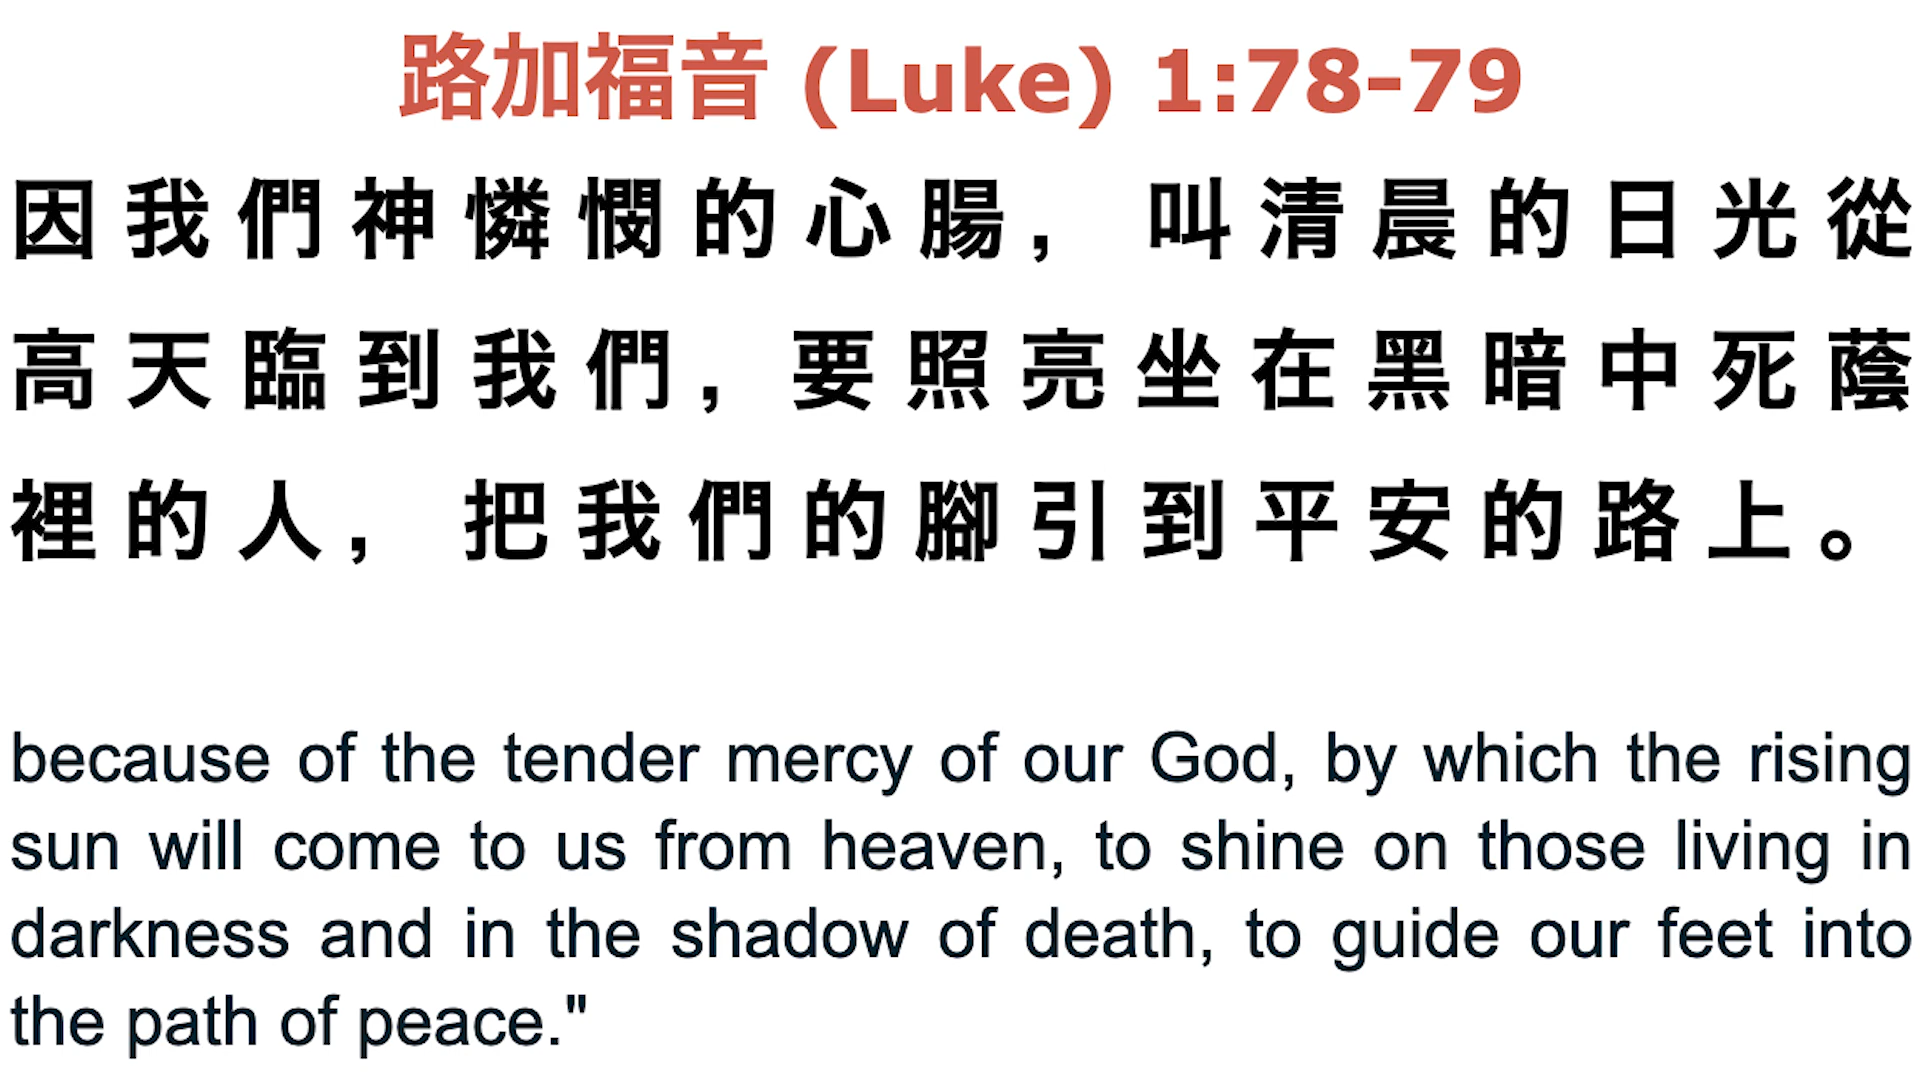 路加福音 (Luke) 1:78-79
因我們神憐憫的心腸， 叫清晨的日光從
高天臨到我們，要照亮坐在黑暗中死蔭
裡的人， 把我們的腳引到平安的路上。
because of the tender mercy of our God, by which the rising
sun will come to us from heaven, to shine on those living in
darkness and in the shadow of death, to guide our feet into
the path of peace."